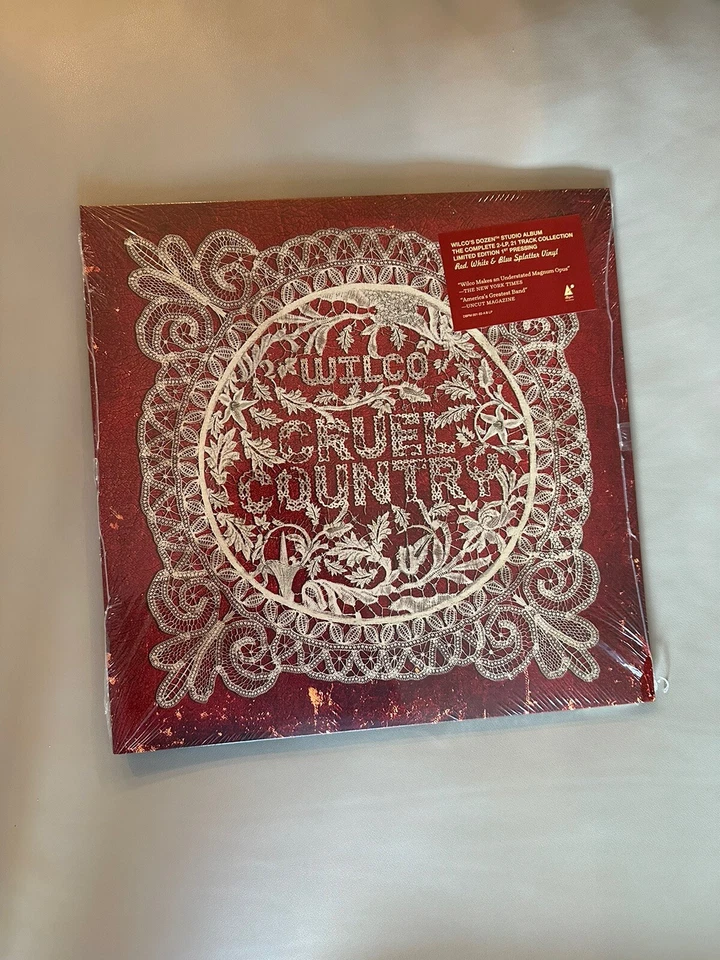 WILCO'S DOZENTH STUDIO ALBUM
THE COMPLETE 2-LP, 21 TRACK COLLECTION
LIMITED EDITION 1ST PRESSING
Red, White & Blue Splatter Vinyl
"Wilco Makes an Understated Magnum Opus"
—THE NEW YORK TIMES
"America's Greatest Band"
—UNCUT MAGAZINE
WILCO
CRUEL
COUNTRY